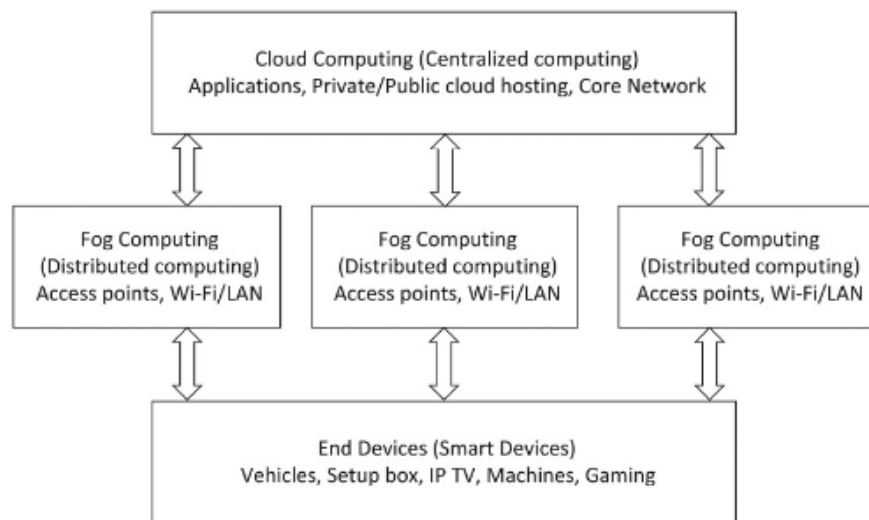 Cloud Computing (Centralized computing)
Applications, Private/Public cloud hosting, Core Network
Fog Computing
(Distributed computing)
Access points, Wi-Fi/LAN
Fog Computing
(Distributed computing)
Access points, Wi-Fi/LAN
Fog Computing
(Distributed computing)
Access points, Wi-Fi/LAN
End Devices (Smart Devices)
Vehicles, Setup box, IP TV, Machines, Gaming